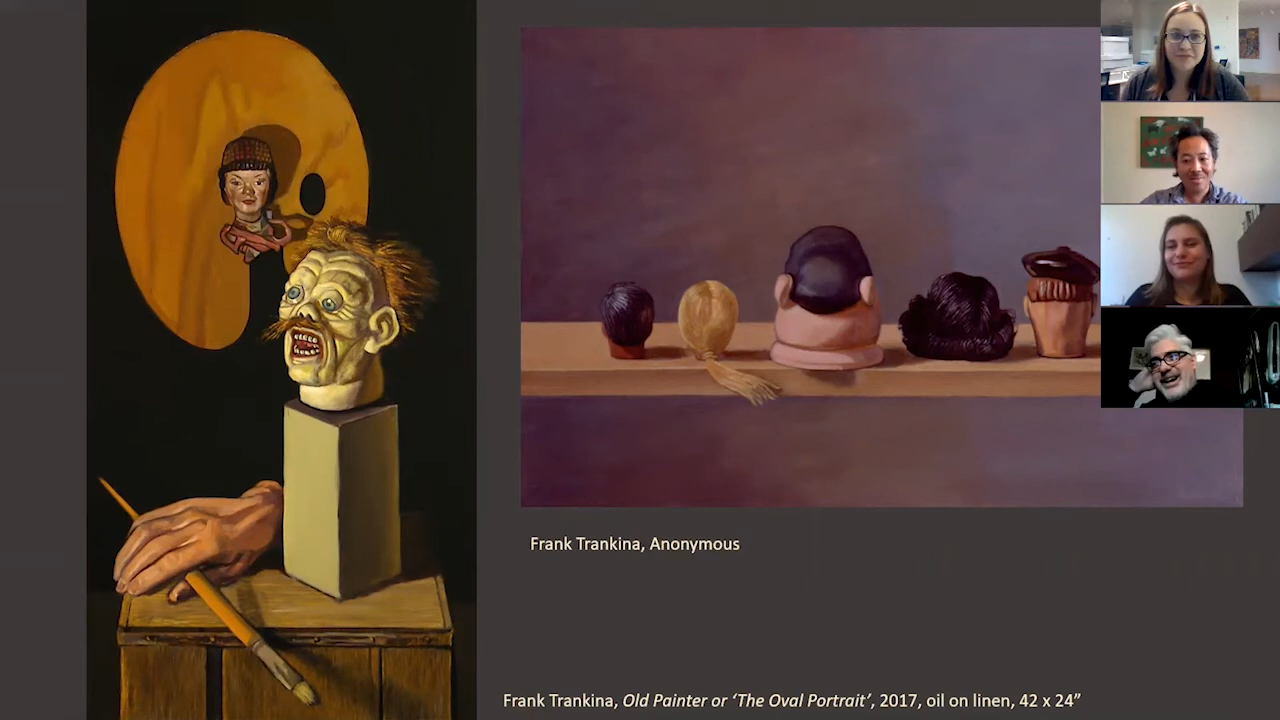 Frank Trankina, Anonymous
Frank Trankina, Old Painter or ‘The Oval Portrait’, 2017, oil on linen, 42 x 24”